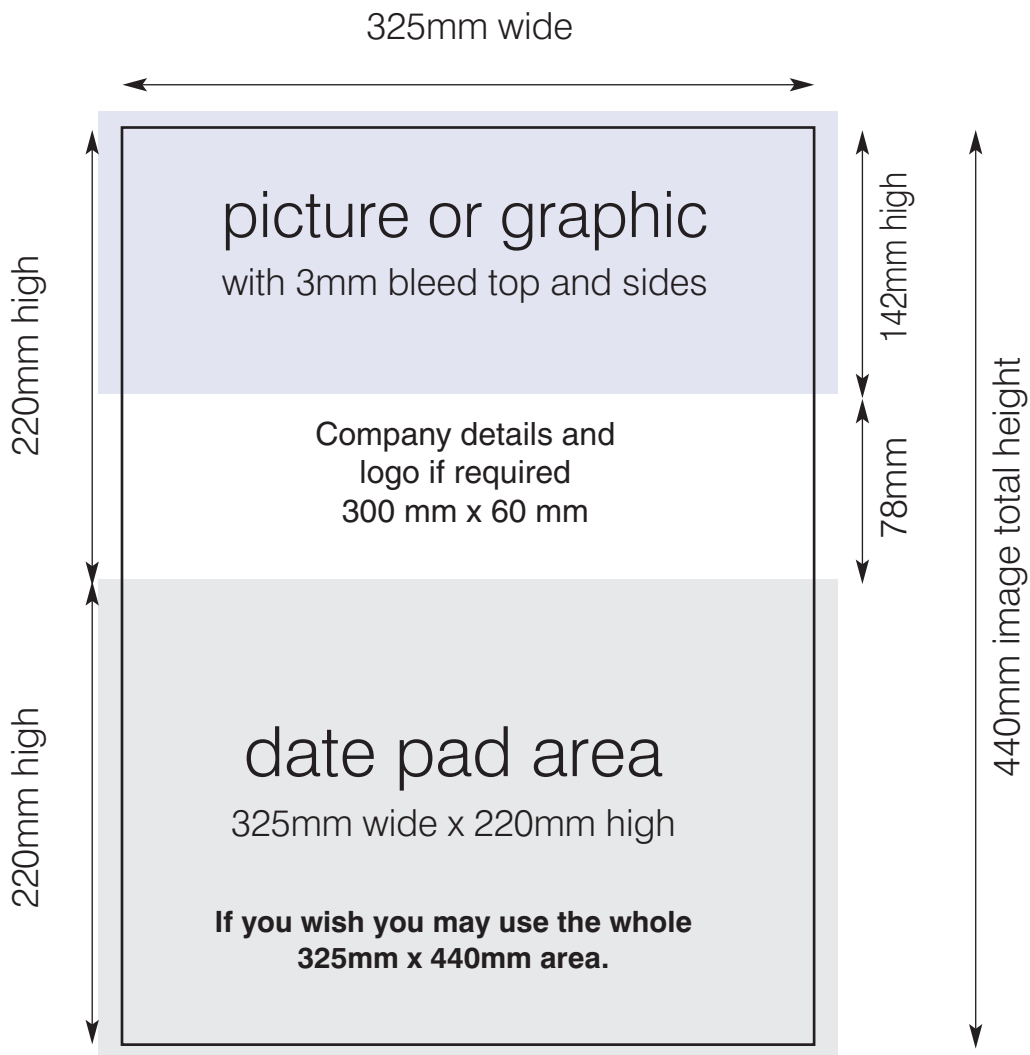 325mm wide
picture or graphic
with 3mm bleed top and sides
220mm high
142mm high
Company details and
logo if required
300 mm x 60 mm
78mm
440mm image total height
date pad area
325mm wide x 220mm high
220mm high
If you wish you may use the whole
325mm x 440mm area.